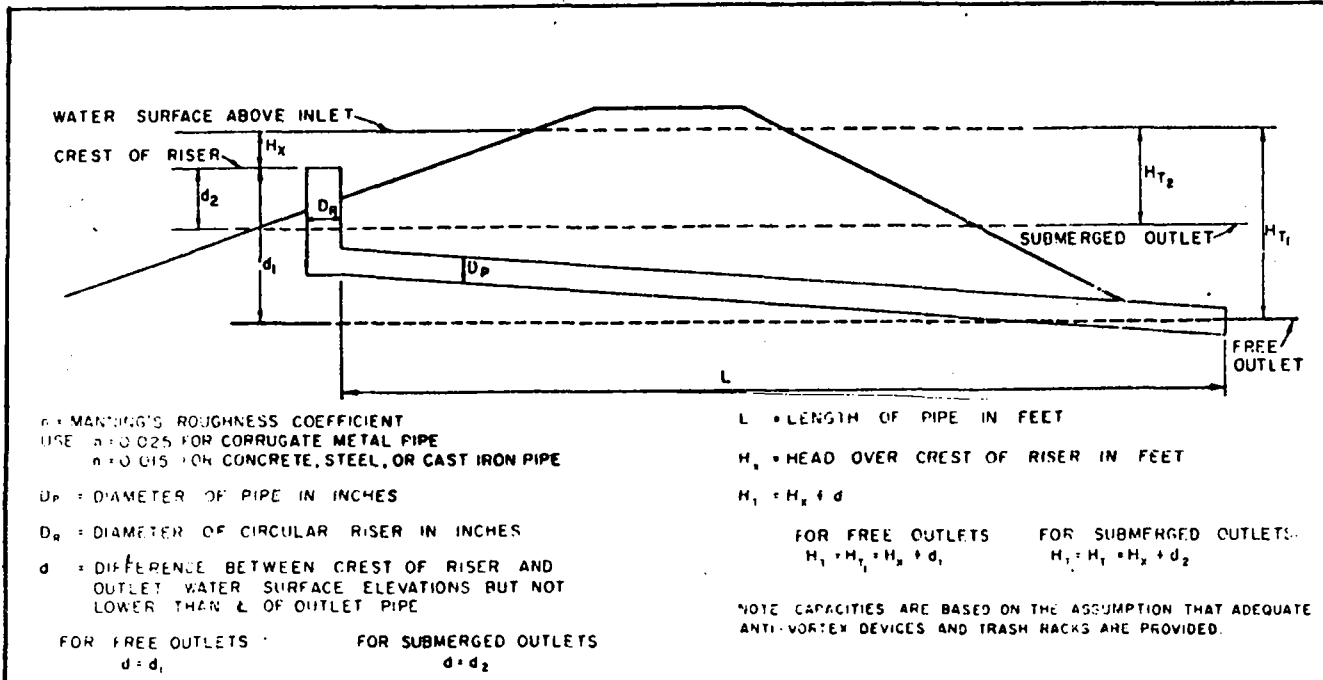 WATER SURFACE ABOVE INLET
CREST OF RISER
Hx
d2
DR
d1
DP
HT2
SUBMERGED OUTLET
HT1
FREE
OUTLET
L
n = MANNING'S ROUGHNESS COEFFICIENT
USE n = 0.025 FOR CORRUGATE METAL PIPE
n = 0.015 FOR CONCRETE, STEEL, OR CAST IRON PIPE
DP = DIAMETER OF PIPE IN INCHES
DR = DIAMETER OF CIRCULAR RISER IN INCHES
d = DIFFERENCE BETWEEN CREST OF RISER AND
OUTLET WATER SURFACE ELEVATIONS BUT NOT
LOWER THAN ℄ OF OUTLET PIPE
FOR FREE OUTLETS FOR SUBMERGED OUTLETS
d = d1 d = d2
L = LENGTH OF PIPE IN FEET
Hx = HEAD OVER CREST OF RISER IN FEET
HT = Hx + d
FOR FREE OUTLETS FOR SUBMERGED OUTLETS
HT = HT1 = Hx + d1 HT = HT = Hx + d2
NOTE CAPACITIES ARE BASED ON THE ASSUMPTION THAT ADEQUATE
ANTI-VORTEX DEVICES AND TRASH RACKS ARE PROVIDED.